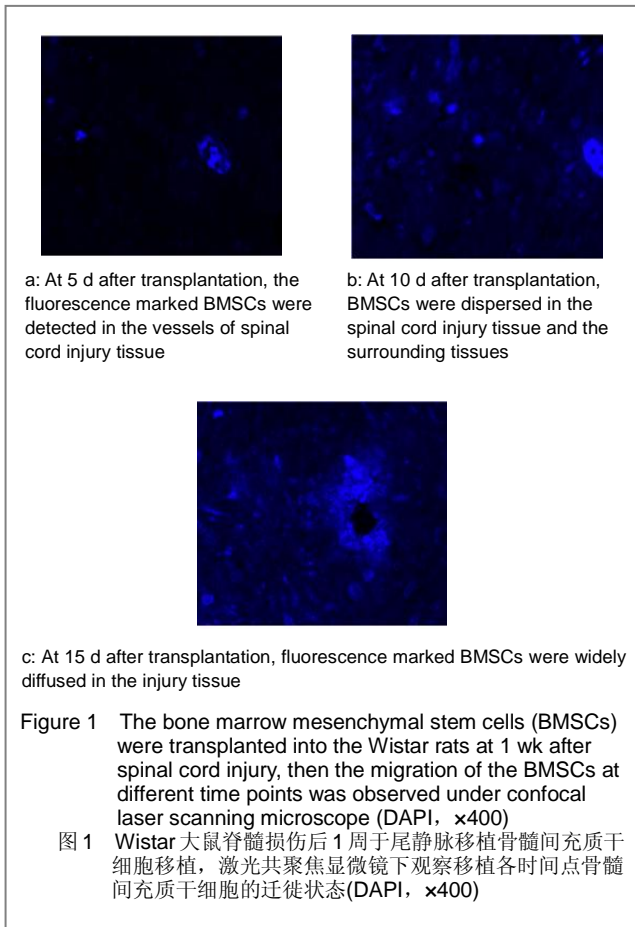 a: At 5 d after transplantation, the
fluorescence marked BMSCs were
detected in the vessels of spinal
cord injury tissue
b: At 10 d after transplantation,
BMSCs were dispersed in the
spinal cord injury tissue and the
surrounding tissues
c: At 15 d after transplantation, fluorescence marked BMSCs were widely
diffused in the injury tissue
Figure 1 The bone marrow mesenchymal stem cells (BMSCs)
were transplanted into the Wistar rats at 1 wk after
spinal cord injury, then the migration of the BMSCs at
different time points was observed under confocal
laser scanning microscope (DAPI，×400)
图1 Wistar大鼠脊髓损伤后1周于尾静脉移植骨髓间充质干
细胞移植，激光共聚焦显微镜下观察移植各时间点骨髓
间充质干细胞的迁徙状态(DAPI，×400)